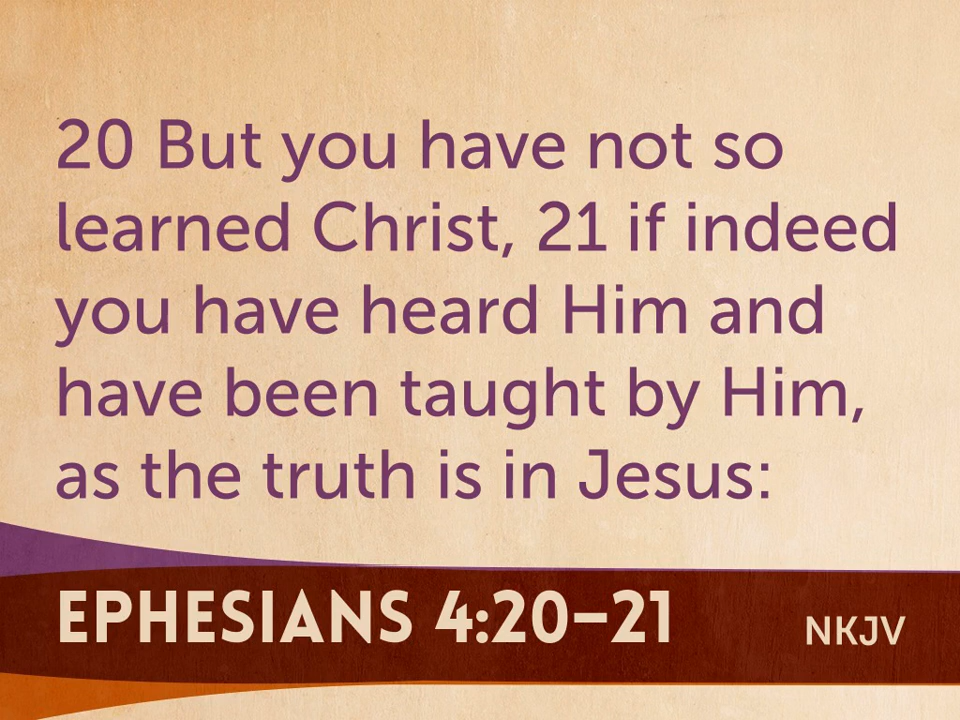 20 But you have not so
learned Christ, 21 if indeed
you have heard Him and
have been taught by Him,
as the truth is in Jesus:
EPHESIANS 4:20–21
NKJV